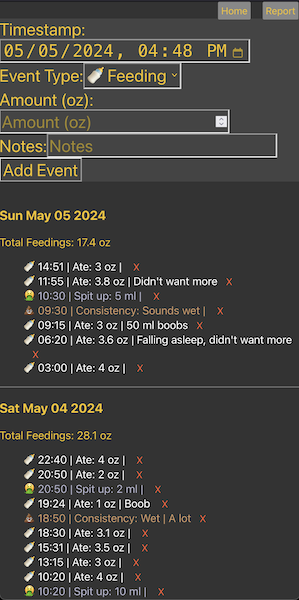 Home Report
Timestamp:
05/05/2024, 04:48 PM
Event Type: 🍼 Feeding
Amount (oz):
Amount (oz)
Notes: Notes
Add Event
Sun May 05 2024
Total Feedings: 17.4 oz
🍼 14:51 | Ate: 3 oz | X
🍼 11:55 | Ate: 3.8 oz | Didn't want more X
🤮 10:30 | Spit up: 5 ml | X
💩 09:30 | Consistency: Sounds wet | X
🍼 09:15 | Ate: 3 oz | 50 ml boobs X
🍼 06:20 | Ate: 3.6 oz | Falling asleep, didn't want more
X
🍼 03:00 | Ate: 4 oz | X
Sat May 04 2024
Total Feedings: 28.1 oz
🍼 22:40 | Ate: 4 oz | X
🍼 20:50 | Ate: 2 oz | X
🤮 20:50 | Spit up: 2 ml | X
🍼 19:24 | Ate: 1 oz | Boob X
💩 18:50 | Consistency: Wet | A lot X
🍼 18:30 | Ate: 3.1 oz | X
🍼 15:31 | Ate: 3.5 oz | X
🍼 13:15 | Ate: 3 oz | X
🍼 10:20 | Ate: 4 oz | X
🤮 10:20 | Spit up: 10 ml | X